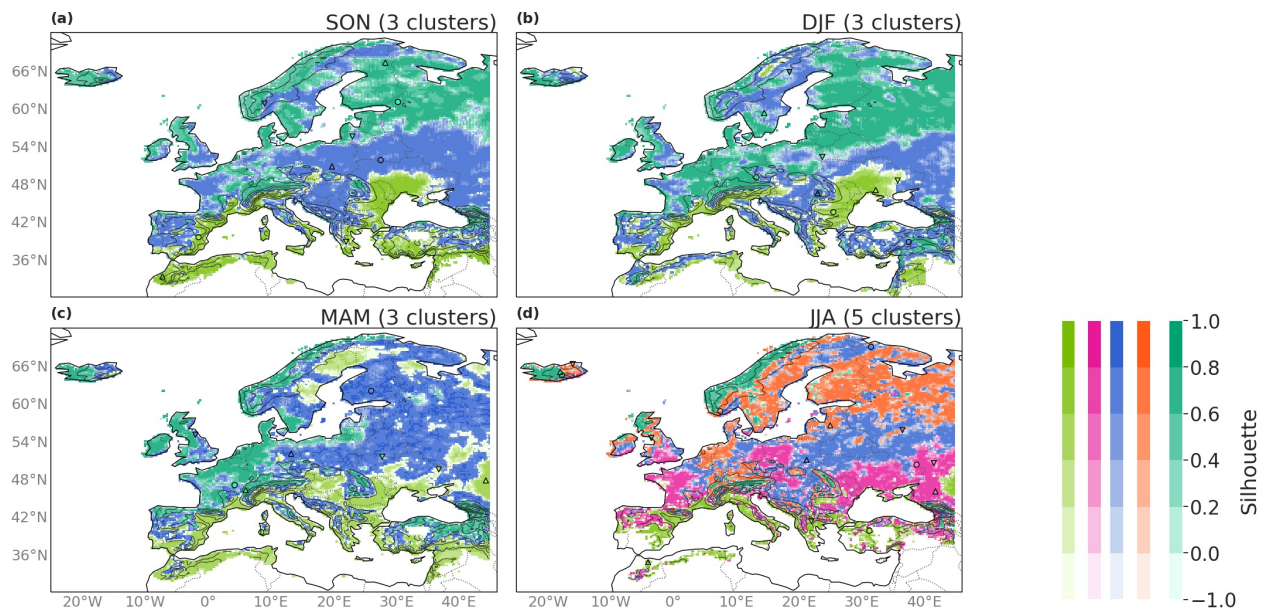 (a) SON (3 clusters)
(b) DJF (3 clusters)
66°N
60°N
54°N
48°N
42°N
36°N
(c) MAM (3 clusters)
(d) JJA (5 clusters)
66°N
60°N
54°N
48°N
42°N
36°N
20°W 10°W 0° 10°E 20°E 30°E 40°E
20°W 10°W 0° 10°E 20°E 30°E 40°E
1.0
0.8
0.6
0.4
0.2
0.0
−1.0
Silhouette